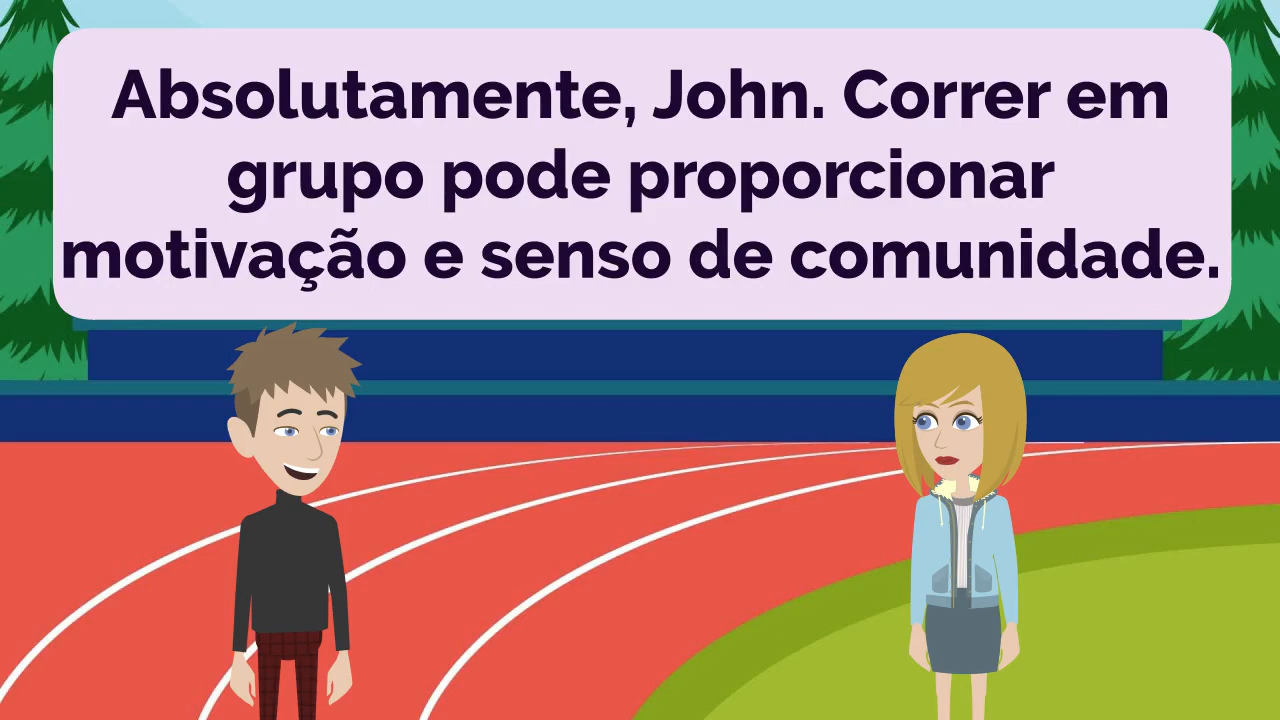 Absolutamente, John. Correr em
grupo pode proporcionar
motivação e senso de comunidade.